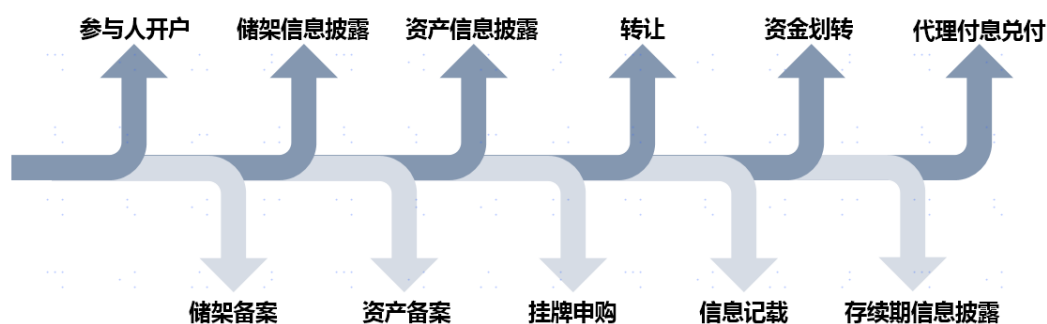 参与人开户
储架信息披露
资产信息披露
转让
资金划转
代理付息兑付
储架备案
资产备案
挂牌申购
信息记载
存续期信息披露